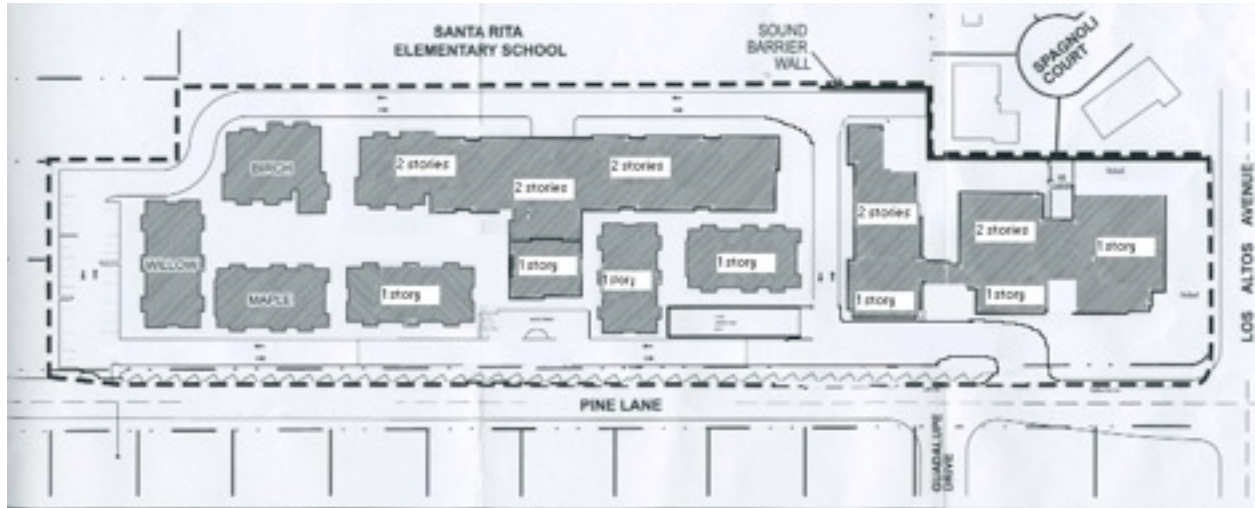 SANTA RITA
ELEMENTARY SCHOOL
SOUND
BARRIER
WALL
SPAGNOLI
COURT
BIRCH
2 stories
2 stories
2 stories
2 stories
2 stories
WILLOW
1 story
1 story
1 story
1 story
MAPLE
1 story
1 story
1 story
LOS ALTOS AVENUE
PINE LANE
GUADALUPE
DRIVE